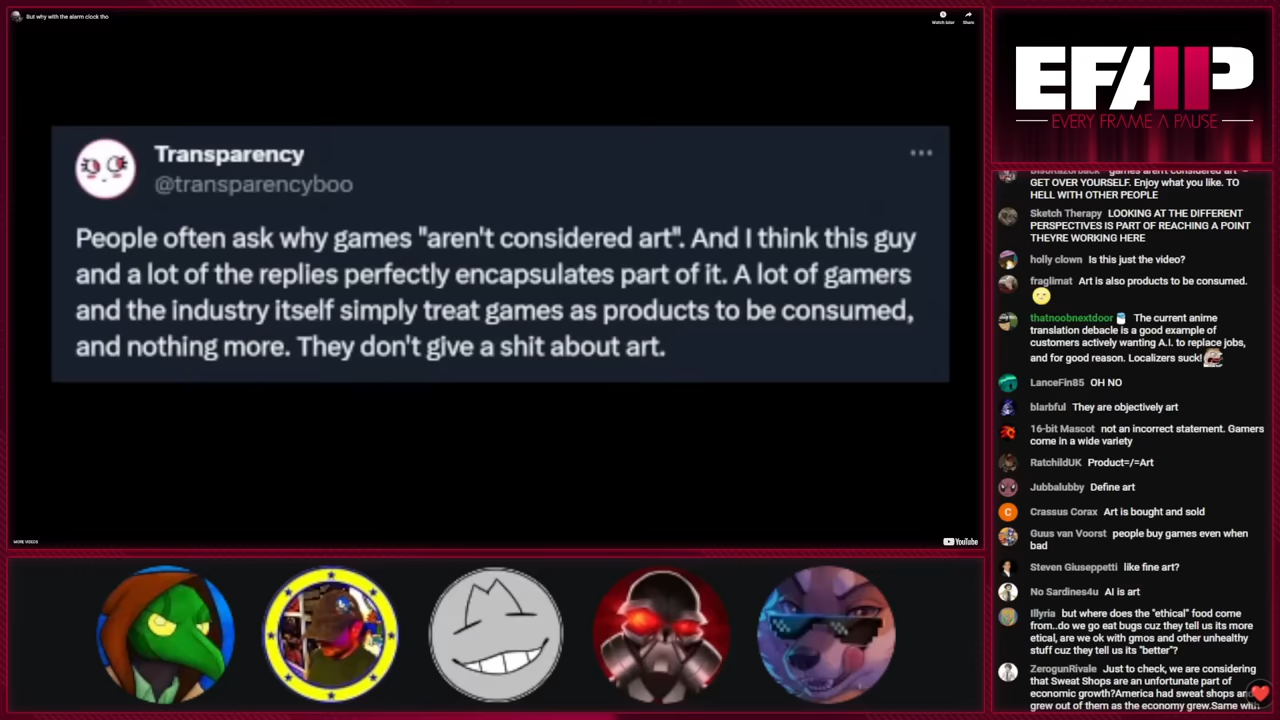 But why with the alarm clock tho
Watch later
Share
Transparency
@transparencyboo
People often ask why games "aren't considered art". And I think this guy
and a lot of the replies perfectly encapsulates part of it. A lot of gamers
and the industry itself simply treat games as products to be consumed,
and nothing more. They don't give a shit about art.
MORE VIDEOS
YouTube
EFAP
EVERY FRAME A PAUSE
GET OVER YOURSELF. Enjoy what you like. TO
HELL WITH OTHER PEOPLE
Sketch Therapy LOOKING AT THE DIFFERENT
PERSPECTIVES IS PART OF REACHING A POINT
THEYRE WORKING HERE
holly clown Is this just the video?
fraglimat Art is also products to be consumed.
thatnoobnextdoor The current anime
translation debacle is a good example of
customers actively wanting A.I. to replace jobs,
and for good reason. Localizers suck!
LanceFin85 OH NO
blarbful They are objectively art
16-bit Mascot not an incorrect statement. Gamers
come in a wide variety
RatchildUK Product=/=Art
Jubbalubby Define art
C
Crassus Corax Art is bought and sold
Guus van Voorst people buy games even when
bad
Steven Giuseppetti like fine art?
No Sardines4u AI is art
Illyria but where does the "ethical" food come
from..do we go eat bugs cuz they tell us its more
etical, are we ok with gmos and other unhealthy
stuff cuz they tell us its "better"?
ZerogunRivale Just to check, we are considering
that Sweat Shops are an unfortunate part of
economic growth?America had sweat shops
grew out of them as the economy grew.Same